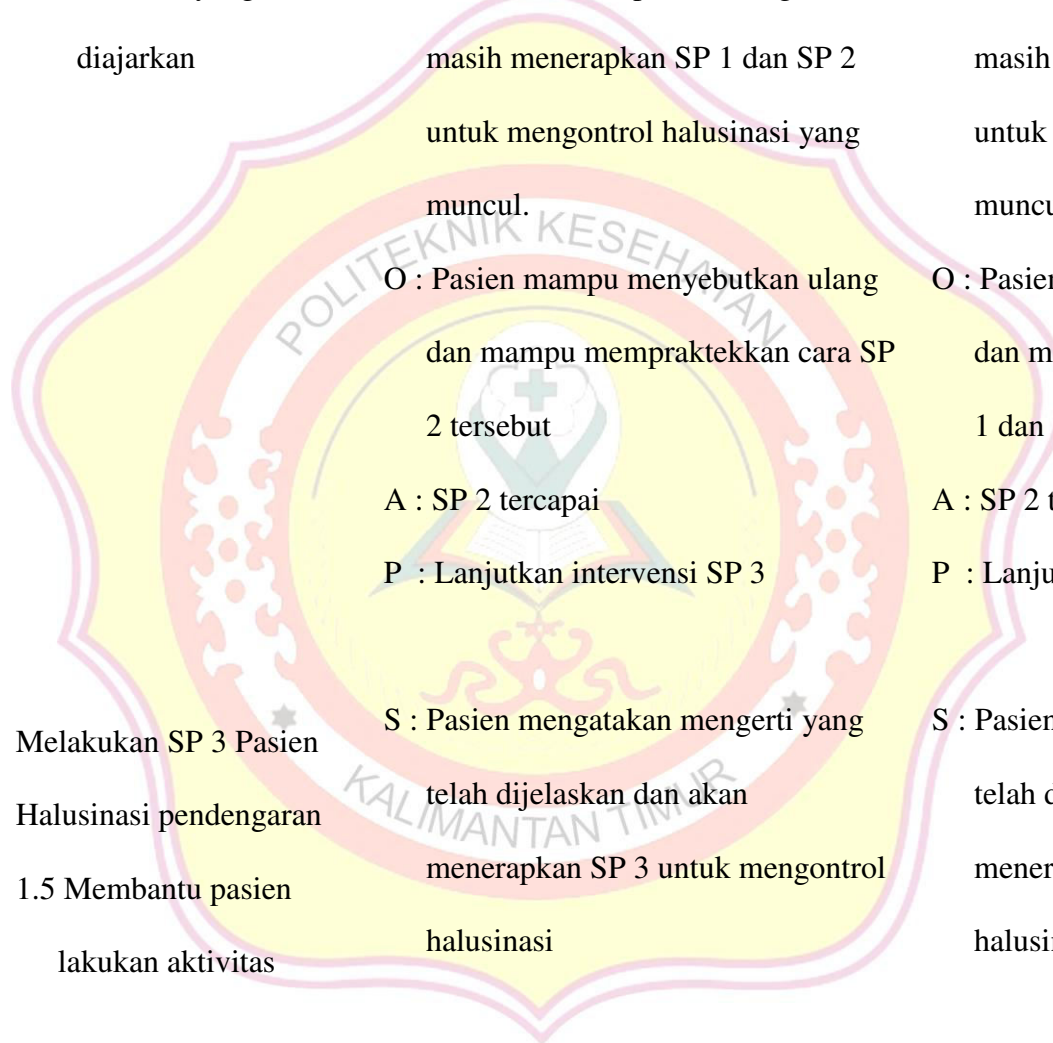 diajarkan
masih menerapkan SP 1 dan SP 2
untuk mengontrol halusinasi yang
muncul.
O : Pasien mampu menyebutkan ulang
dan mampu mempraktekkan cara SP
2 tersebut
A : SP 2 tercapai
P : Lanjutkan intervensi SP 3
masih
untuk
O : Pasien
1 dan
A : SP 2
Melakukan SP 3 Pasien
Halusinasi pendengaran
1.5 Membantu pasien
lakukan aktivitas
S : Pasien mengatakan mengerti yang
telah dijelaskan dan akan
menerapkan SP 3 untuk mengontrol
halusinasi
S : Pasien
telah
POLITEKNIK KESEHATAN
KALIMANTAN TIMUR